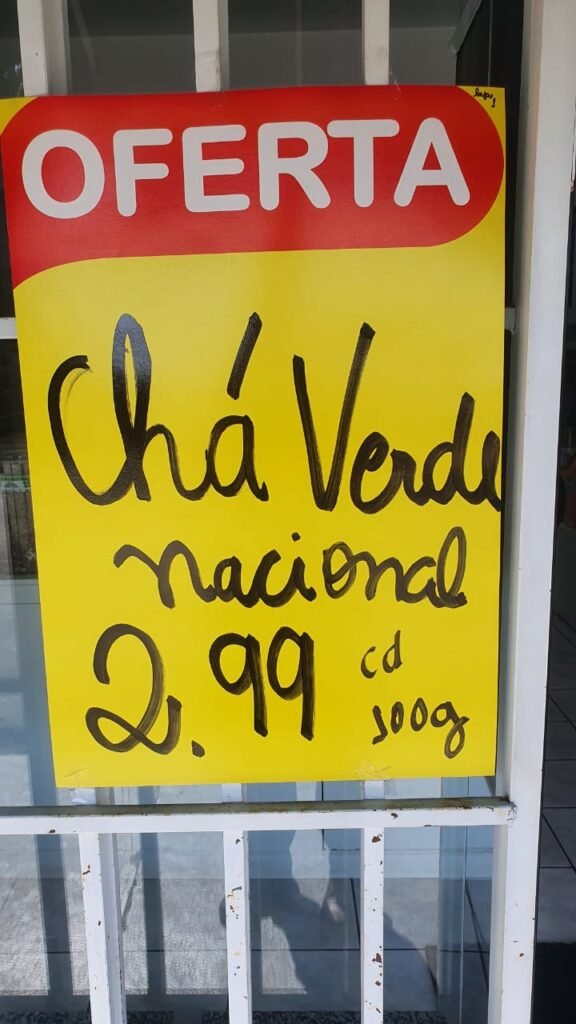 OFERTA
Chá Verde
nacional
2.99 cd
100g